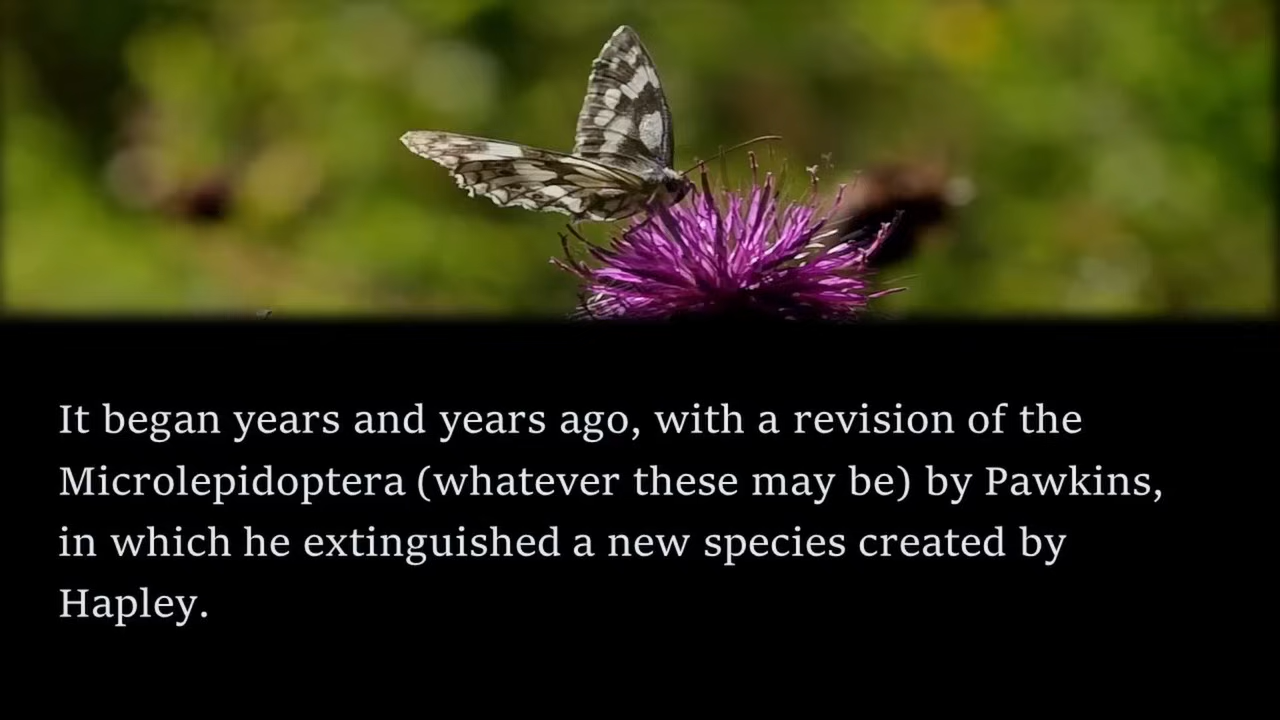 It began years and years ago, with a revision of the
Microlepidoptera (whatever these may be) by Pawkins,
in which he extinguished a new species created by
Hapley.